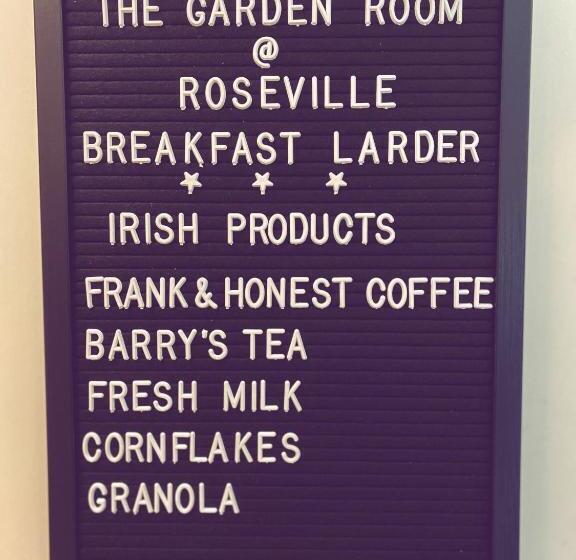 THE GARDEN ROOM
@
ROSEVILLE
BREAKFAST LARDER
IRISH PRODUCTS
FRANK & HONEST COFFEE
BARRY'S TEA
FRESH MILK
CORNFLAKES
GRANOLA